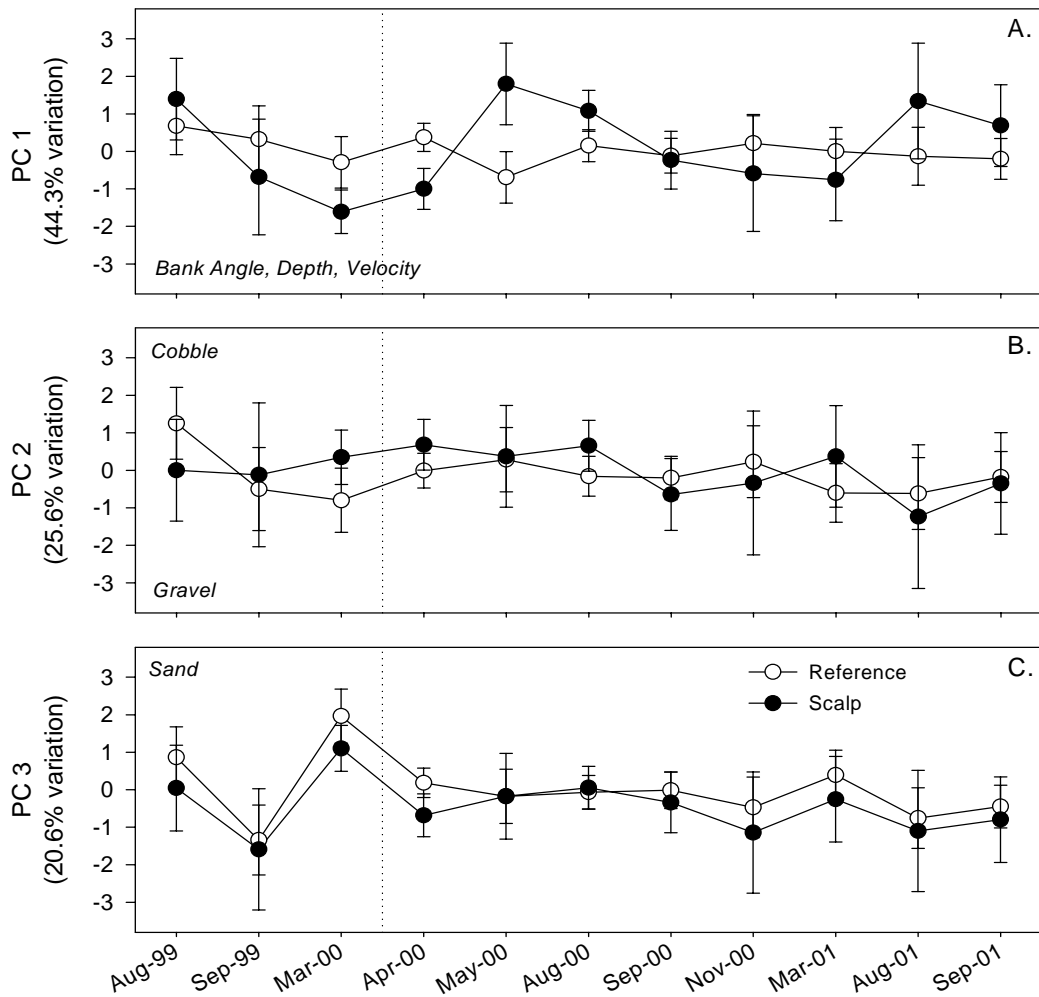 A.
3
2
1
0
-1
-2
-3
PC 1
(44.3% variation)
Bank Angle, Depth, Velocity
B.
Cobble
3
2
1
0
-1
-2
-3
PC 2
(25.6% variation)
Gravel
C.
Sand
Reference
Scalp
3
2
1
0
-1
-2
-3
PC 3
(20.6% variation)
Aug-99
Sep-99
Mar-00
Apr-00
May-00
Aug-00
Sep-00
Nov-00
Mar-01
Aug-01
Sep-01